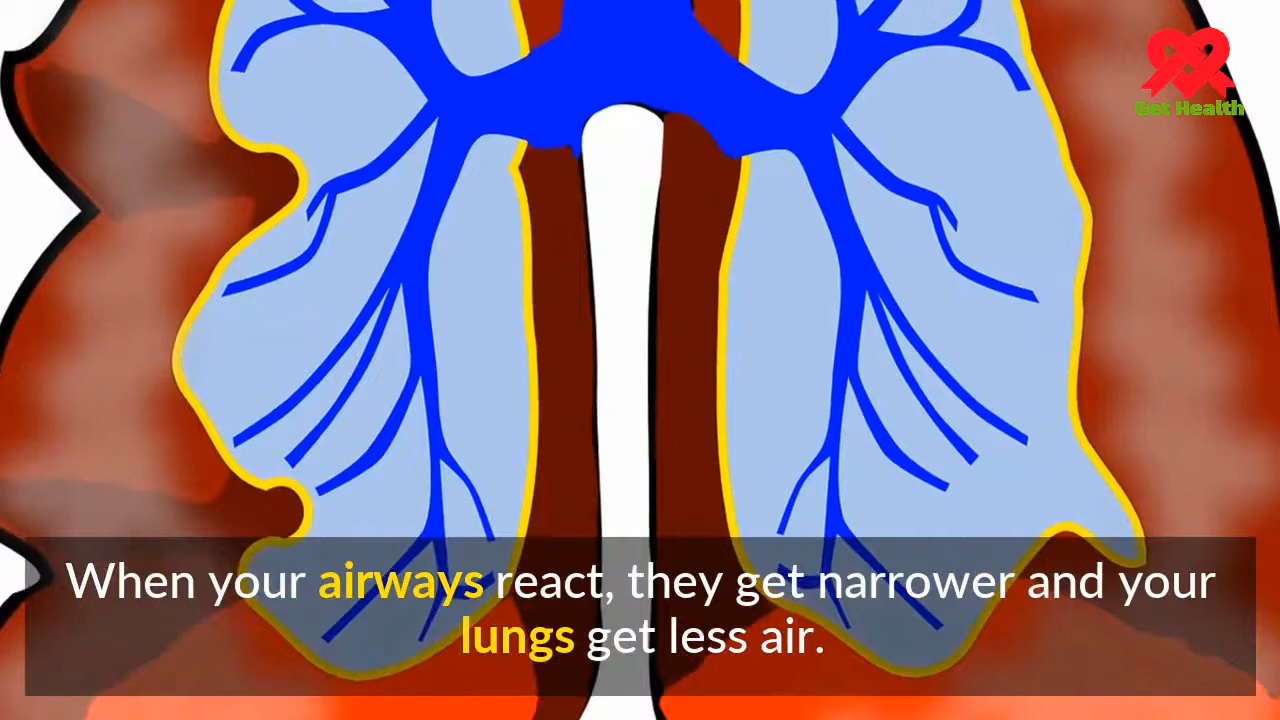 Get Health
When your airways react, they get narrower and your
lungs get less air.